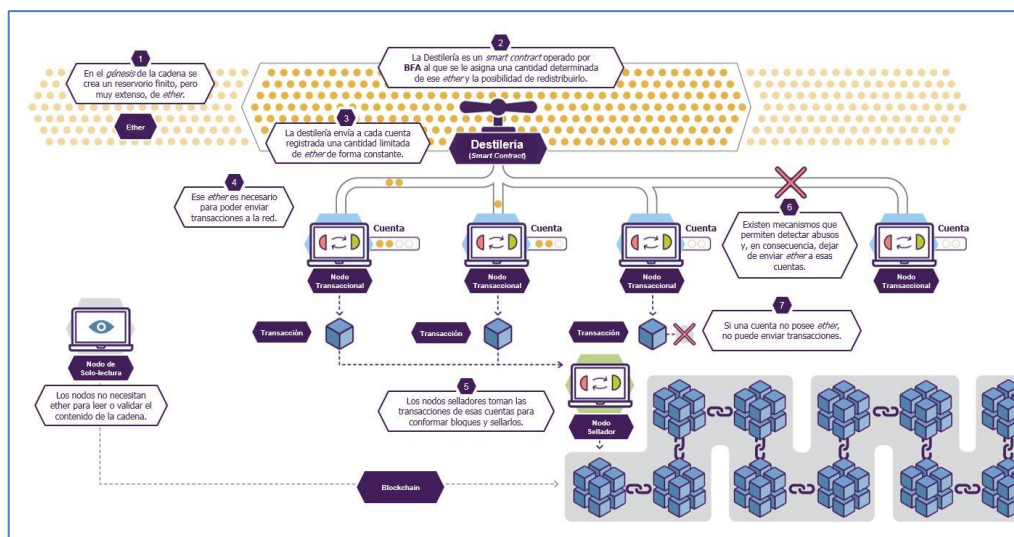 1
En el génesis de la cadena se
crea un reservorio finito, pero
muy extenso, de ether.
Ether
2
La Destilería es un smart contract operado por
BFA al que se le asigna una cantidad determinada
de ese ether y la posibilidad de redistribuirlo.
3
La destilería envía a cada cuenta
registrada una cantidad limitada
de ether de forma constante.
Destilería
(Smart Contract)
4
Ese ether es necesario
para poder enviar
transacciones a la red.
Cuenta
Nodo
Transaccional
Cuenta
Nodo
Transaccional
Cuenta
Nodo
Transaccional
6
Existen mecanismos que
permiten detectar abusos
y, en consecuencia, dejar
de enviar ether a esas
cuentas.
Cuenta
Nodo
Transaccional
Transacción
Transacción
Transacción
7
Si una cuenta no posee ether,
no puede enviar transacciones.
Nodo de
Solo-lectura
Los nodos no necesitan
ether para leer o validar el
contenido de la cadena.
5
Los nodos selladores toman las
transacciones de esas cuentas para
conformar bloques y sellarlos.
Nodo
Sellador
Blockchain